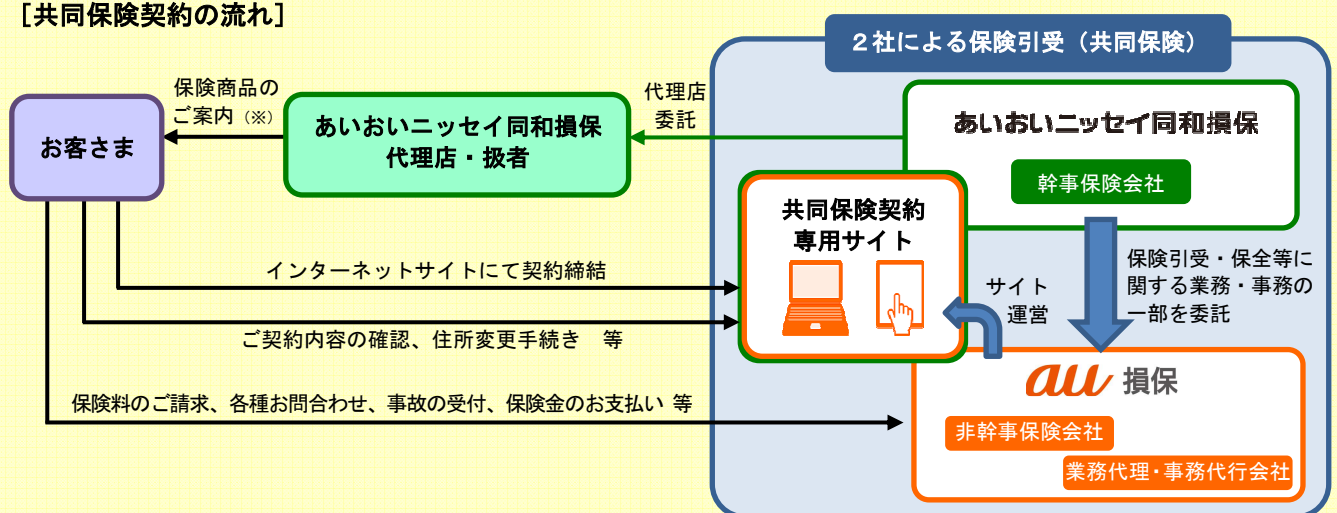 [共同保険契約の流れ]
2社による保険引受（共同保険）
保険商品の
ご案内（※）
お客さま
あいおいニッセイ同和損保
代理店・扱者
代理店
委託
あいおいニッセイ同和損保
幹事保険会社
共同保険契約
専用サイト
インターネットサイトにて契約締結
ご契約内容の確認、住所変更手続き 等
保険料のご請求、各種お問合わせ、事故の受付、保険金のお支払い 等
サイト
運営
保険引受・保全等に
関する業務・事務の
一部を委託
au 損保
非幹事保険会社
業務代理・事務代行会社